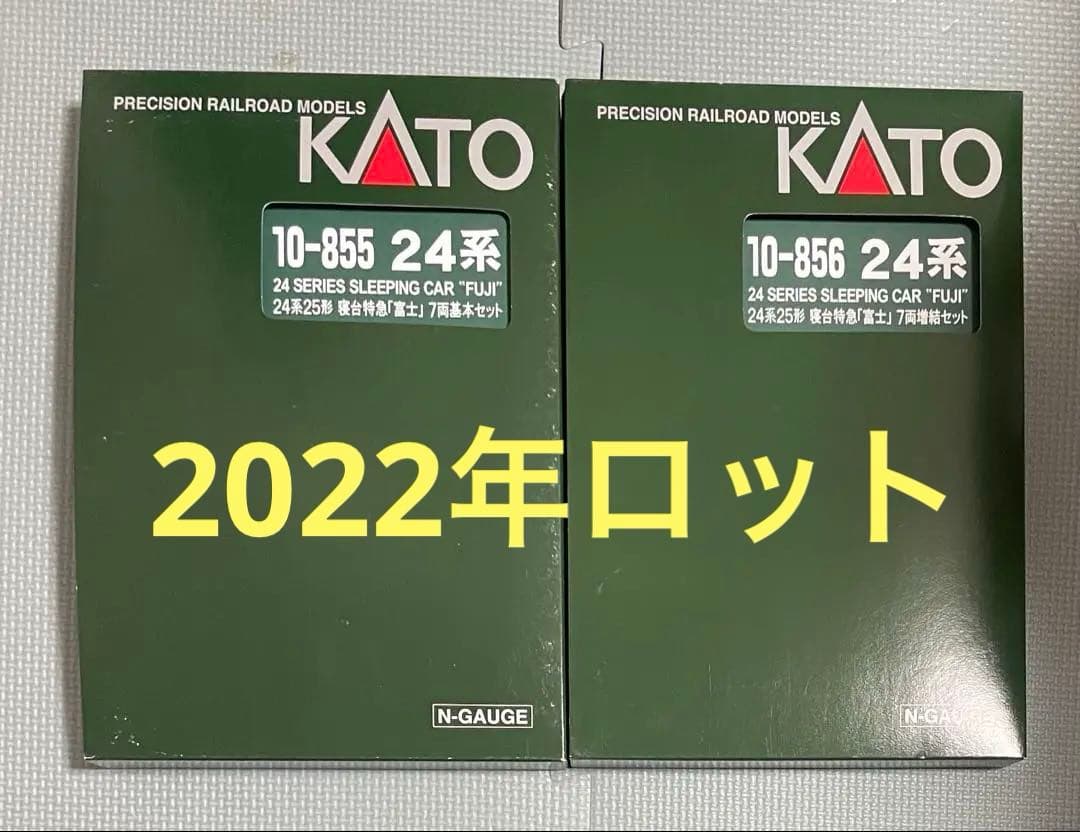 PRECISION RAILROAD MODELS
KATO
10-855 24系
24 SERIES SLEEPING CAR "FUJI"
24系25形 寝台特急「富士」 7両基本セット
PRECISION RAILROAD MODELS
KATO
10-856 24系
24 SERIES SLEEPING CAR "FUJI"
24系25形 寝台特急「富士」 7両増結セット
2022年ロット
N-GAUGE
N-GAUGE